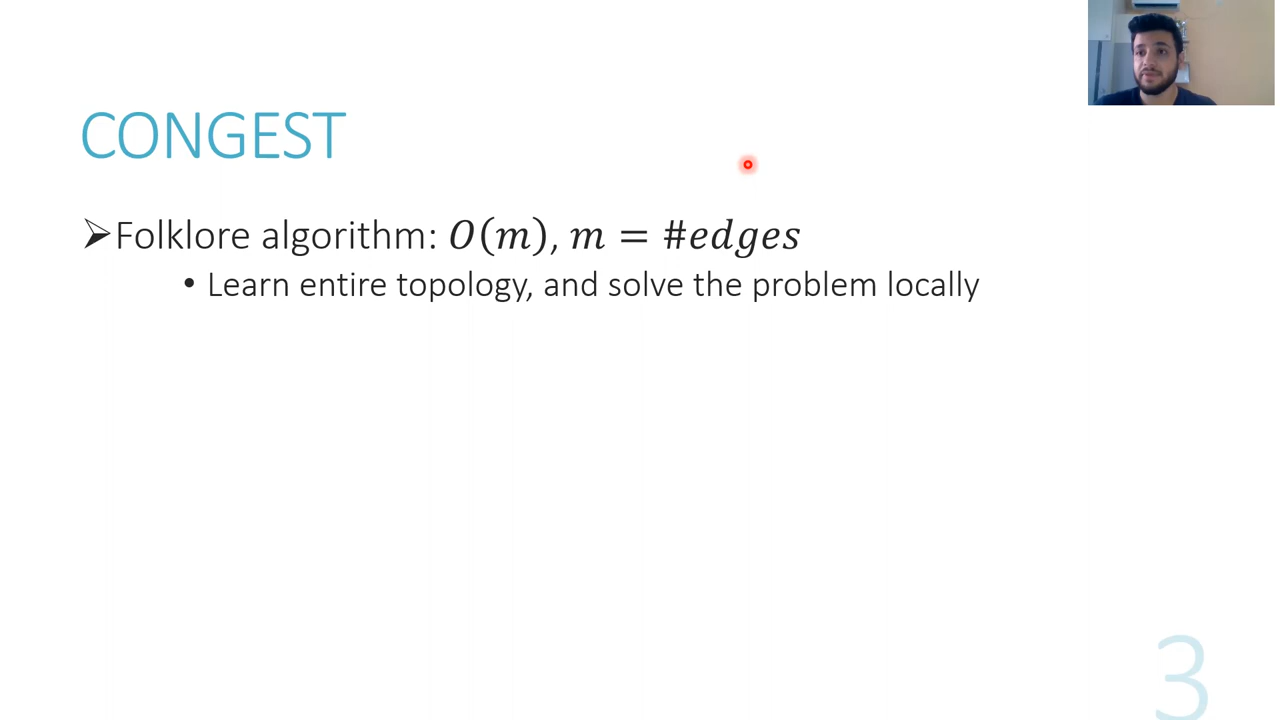 CONGEST
➢Folklore algorithm: O(m), m = #edges
• Learn entire topology, and solve the problem locally
3